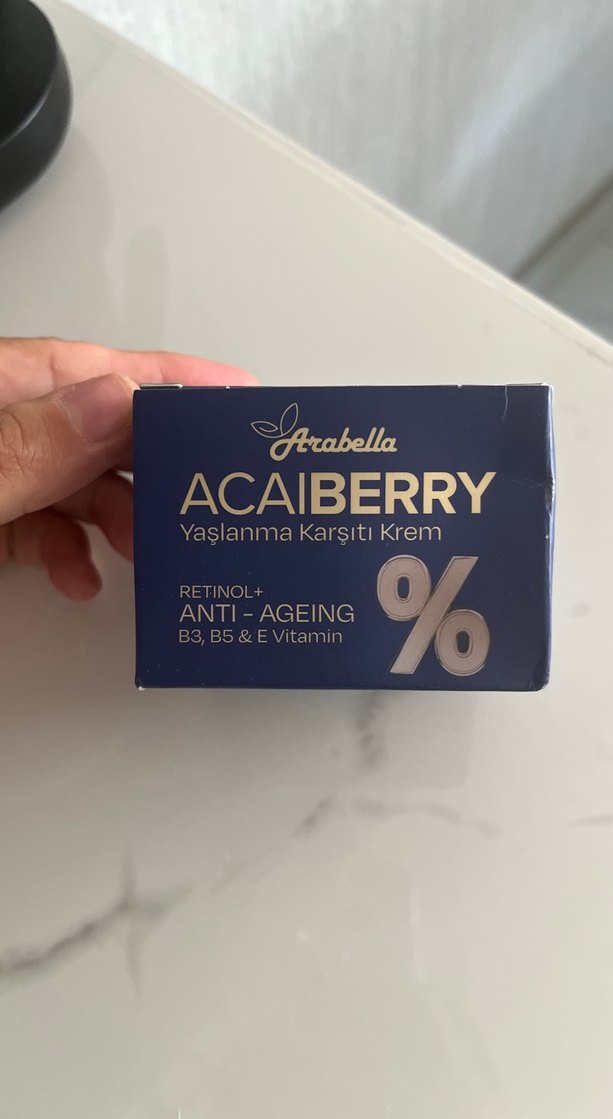 Arabella
ACAIBERRY
Yaşlanma Karşıtı Krem
RETINOL+
ANTI - AGEING
B3, B5 & E Vitamin
%